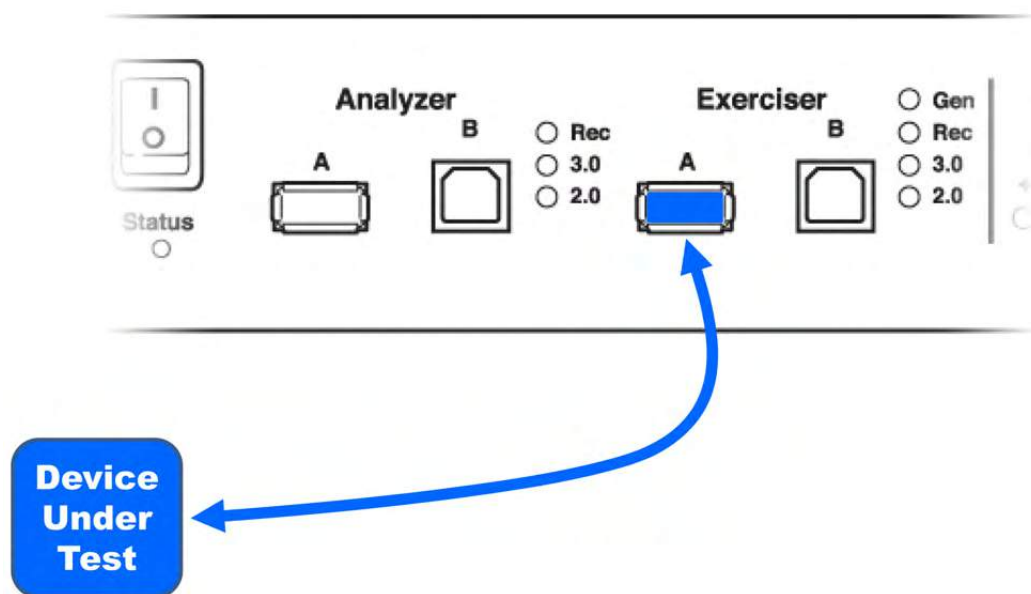 Analyzer
Exerciser
A
B
Rec
3.0
2.0
A
B
Gen
Rec
3.0
2.0
Status
Device
Under
Test